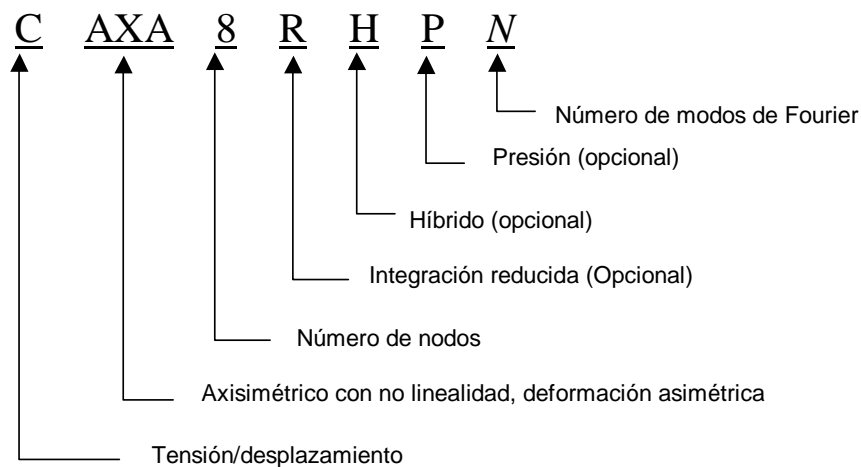 C AXA 8 R H P N
Número de modos de Fourier
Presión (opcional)
Híbrido (opcional)
Integración reducida (Opcional)
Número de nodos
Axisimétrico con no linealidad, deformación asimétrica
Tensión/desplazamiento